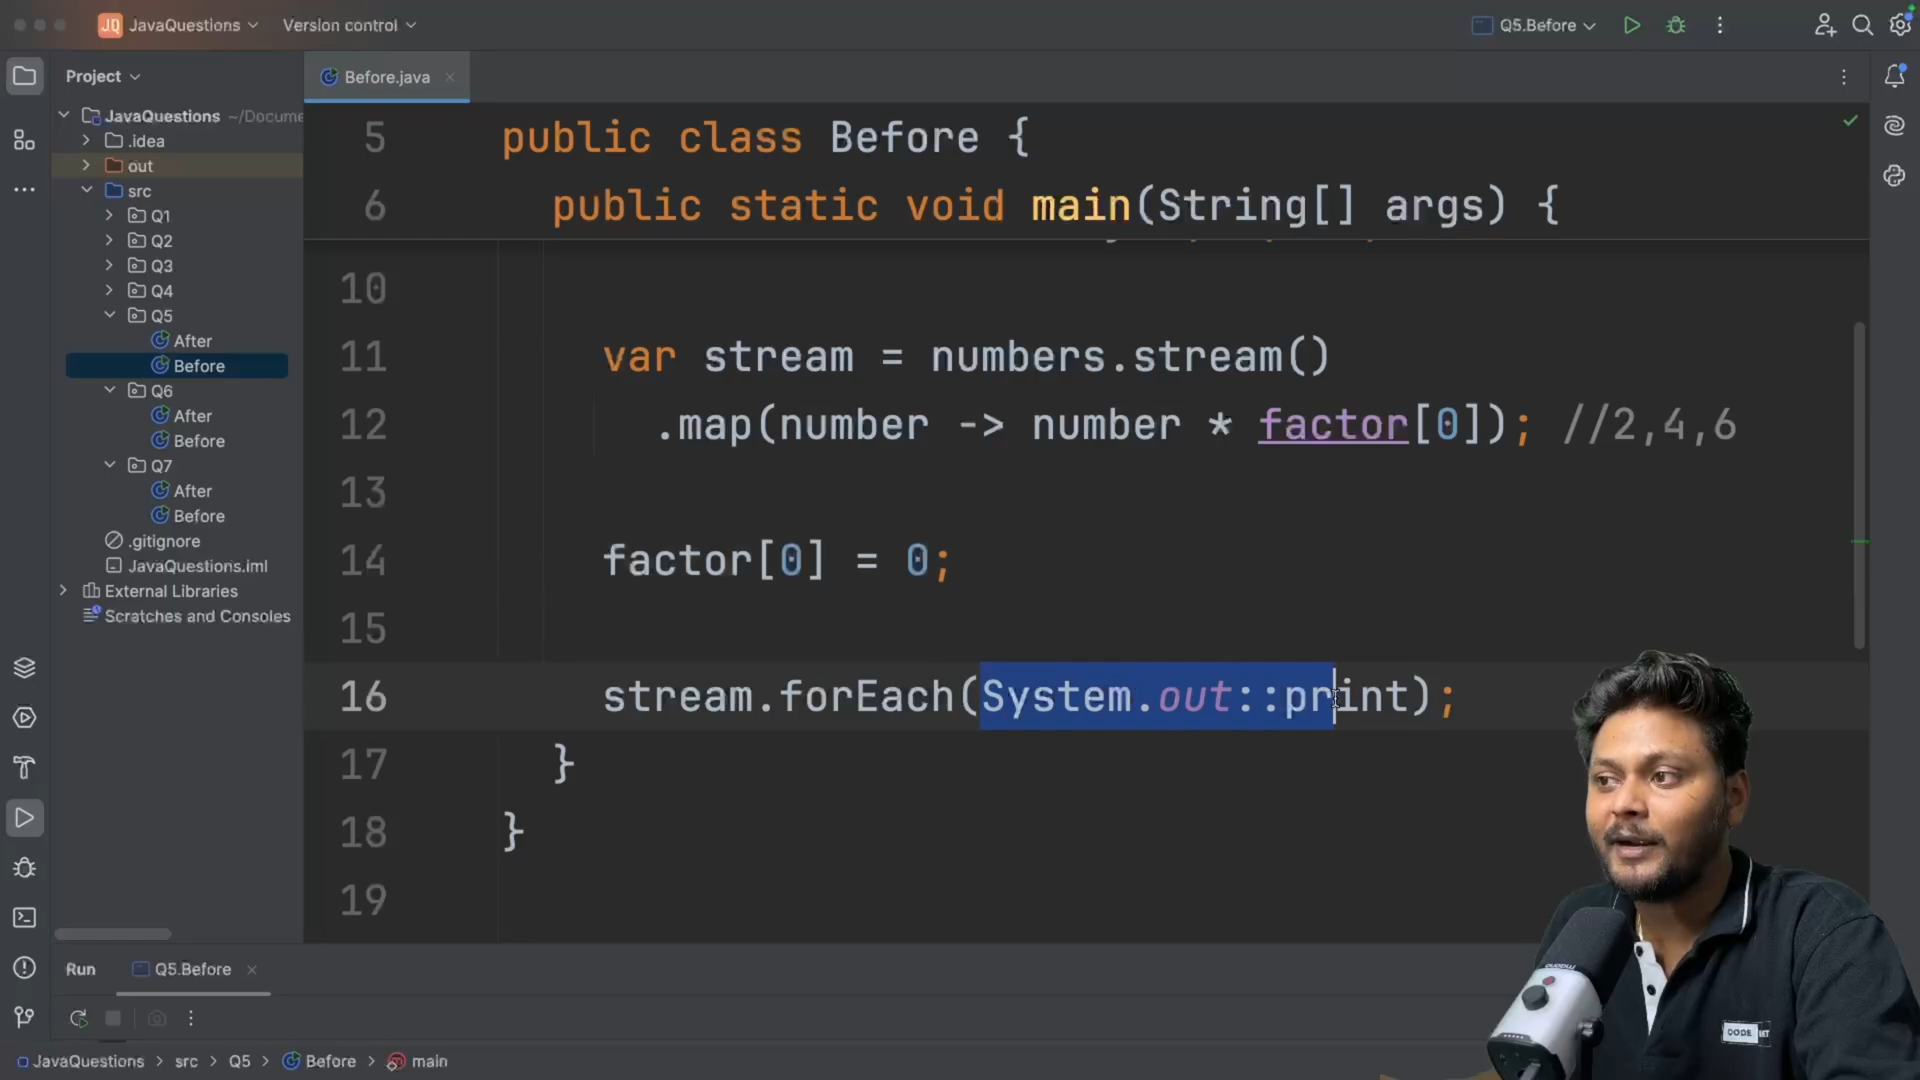 JQ JavaQuestions Version control Q5.Before
Project
Before.java
JavaQuestions ~/Docume
.idea
out
src
Q1
Q2
Q3
Q4
Q5
After
Before
Q6
After
Before
Q7
After
Before
.gitignore
JavaQuestions.iml
External Libraries
Scratches and Consoles
5 public class Before {
6 public static void main(String[] args) {
10
11 var stream = numbers.stream()
12 .map(number -> number * factor[0]); //2,4,6
13
14 factor[0] = 0;
15
16 stream.forEach(System.out::print);
17 }
18 }
19
Run Q5.Before
JavaQuestions > src > Q5 > Before > main
maono
CODE